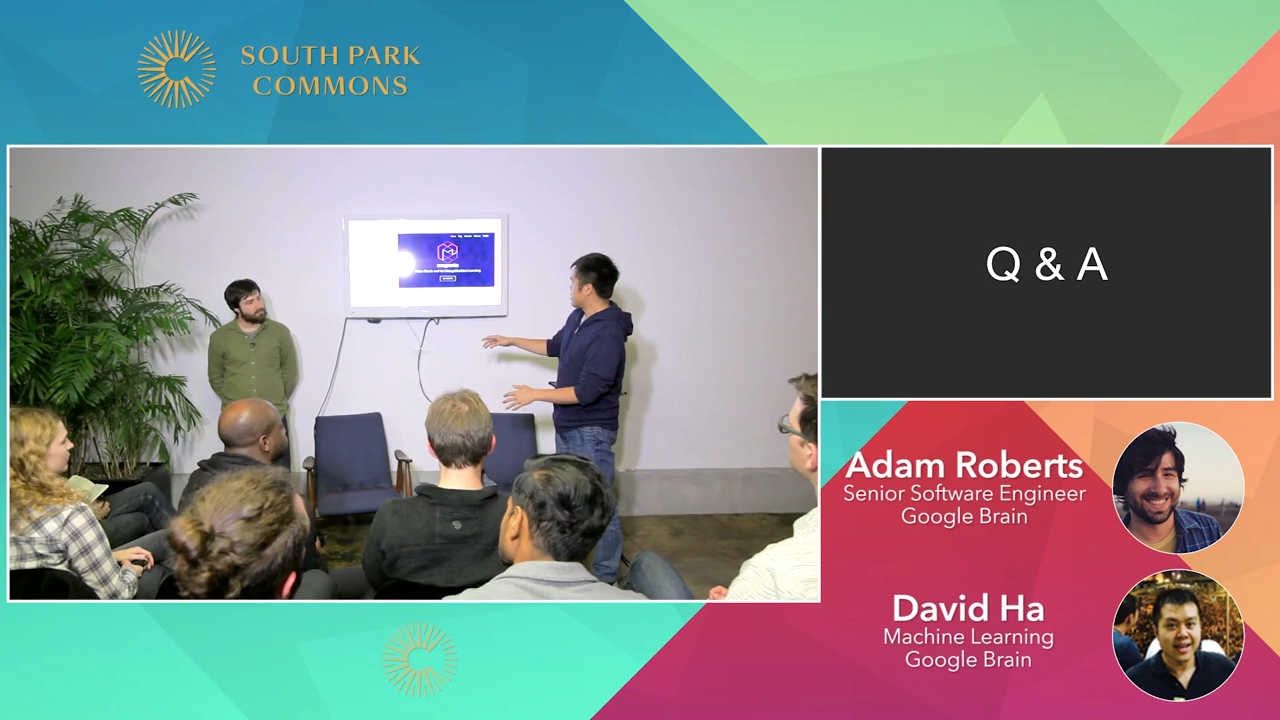 SOUTH PARK
COMMONS
Q & A
Adam Roberts
Senior Software Engineer
Google Brain
David Ha
Machine Learning
Google Brain